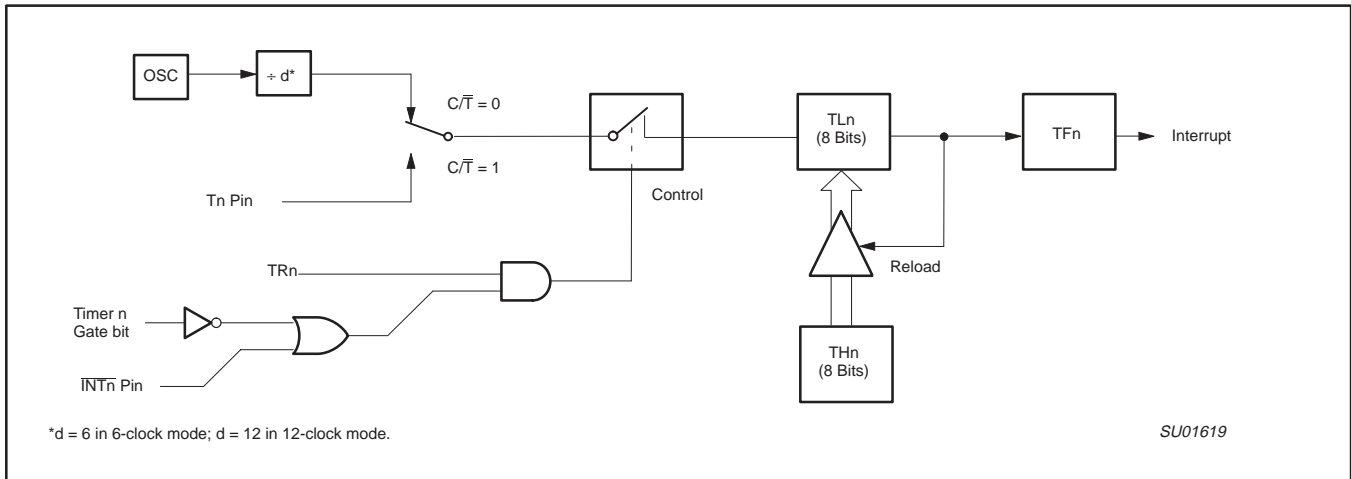 OSC
÷ d*
C/T̅ = 0
C/T̅ = 1
Tn Pin
Control
TLn
(8 Bits)
TFn
Interrupt
Reload
TRn
Timer n
Gate bit
I̅N̅T̅n̅ Pin
THn
(8 Bits)
*d = 6 in 6-clock mode; d = 12 in 12-clock mode.
SU01619